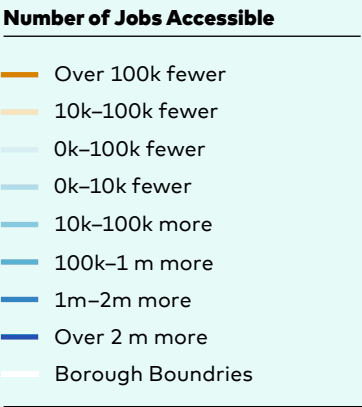 Number of Jobs Accessible
Over 100k fewer
10k–100k fewer
0k–100k fewer
0k–10k fewer
10k–100k more
100k–1 m more
1m–2m more
Over 2 m more
Borough Boundries